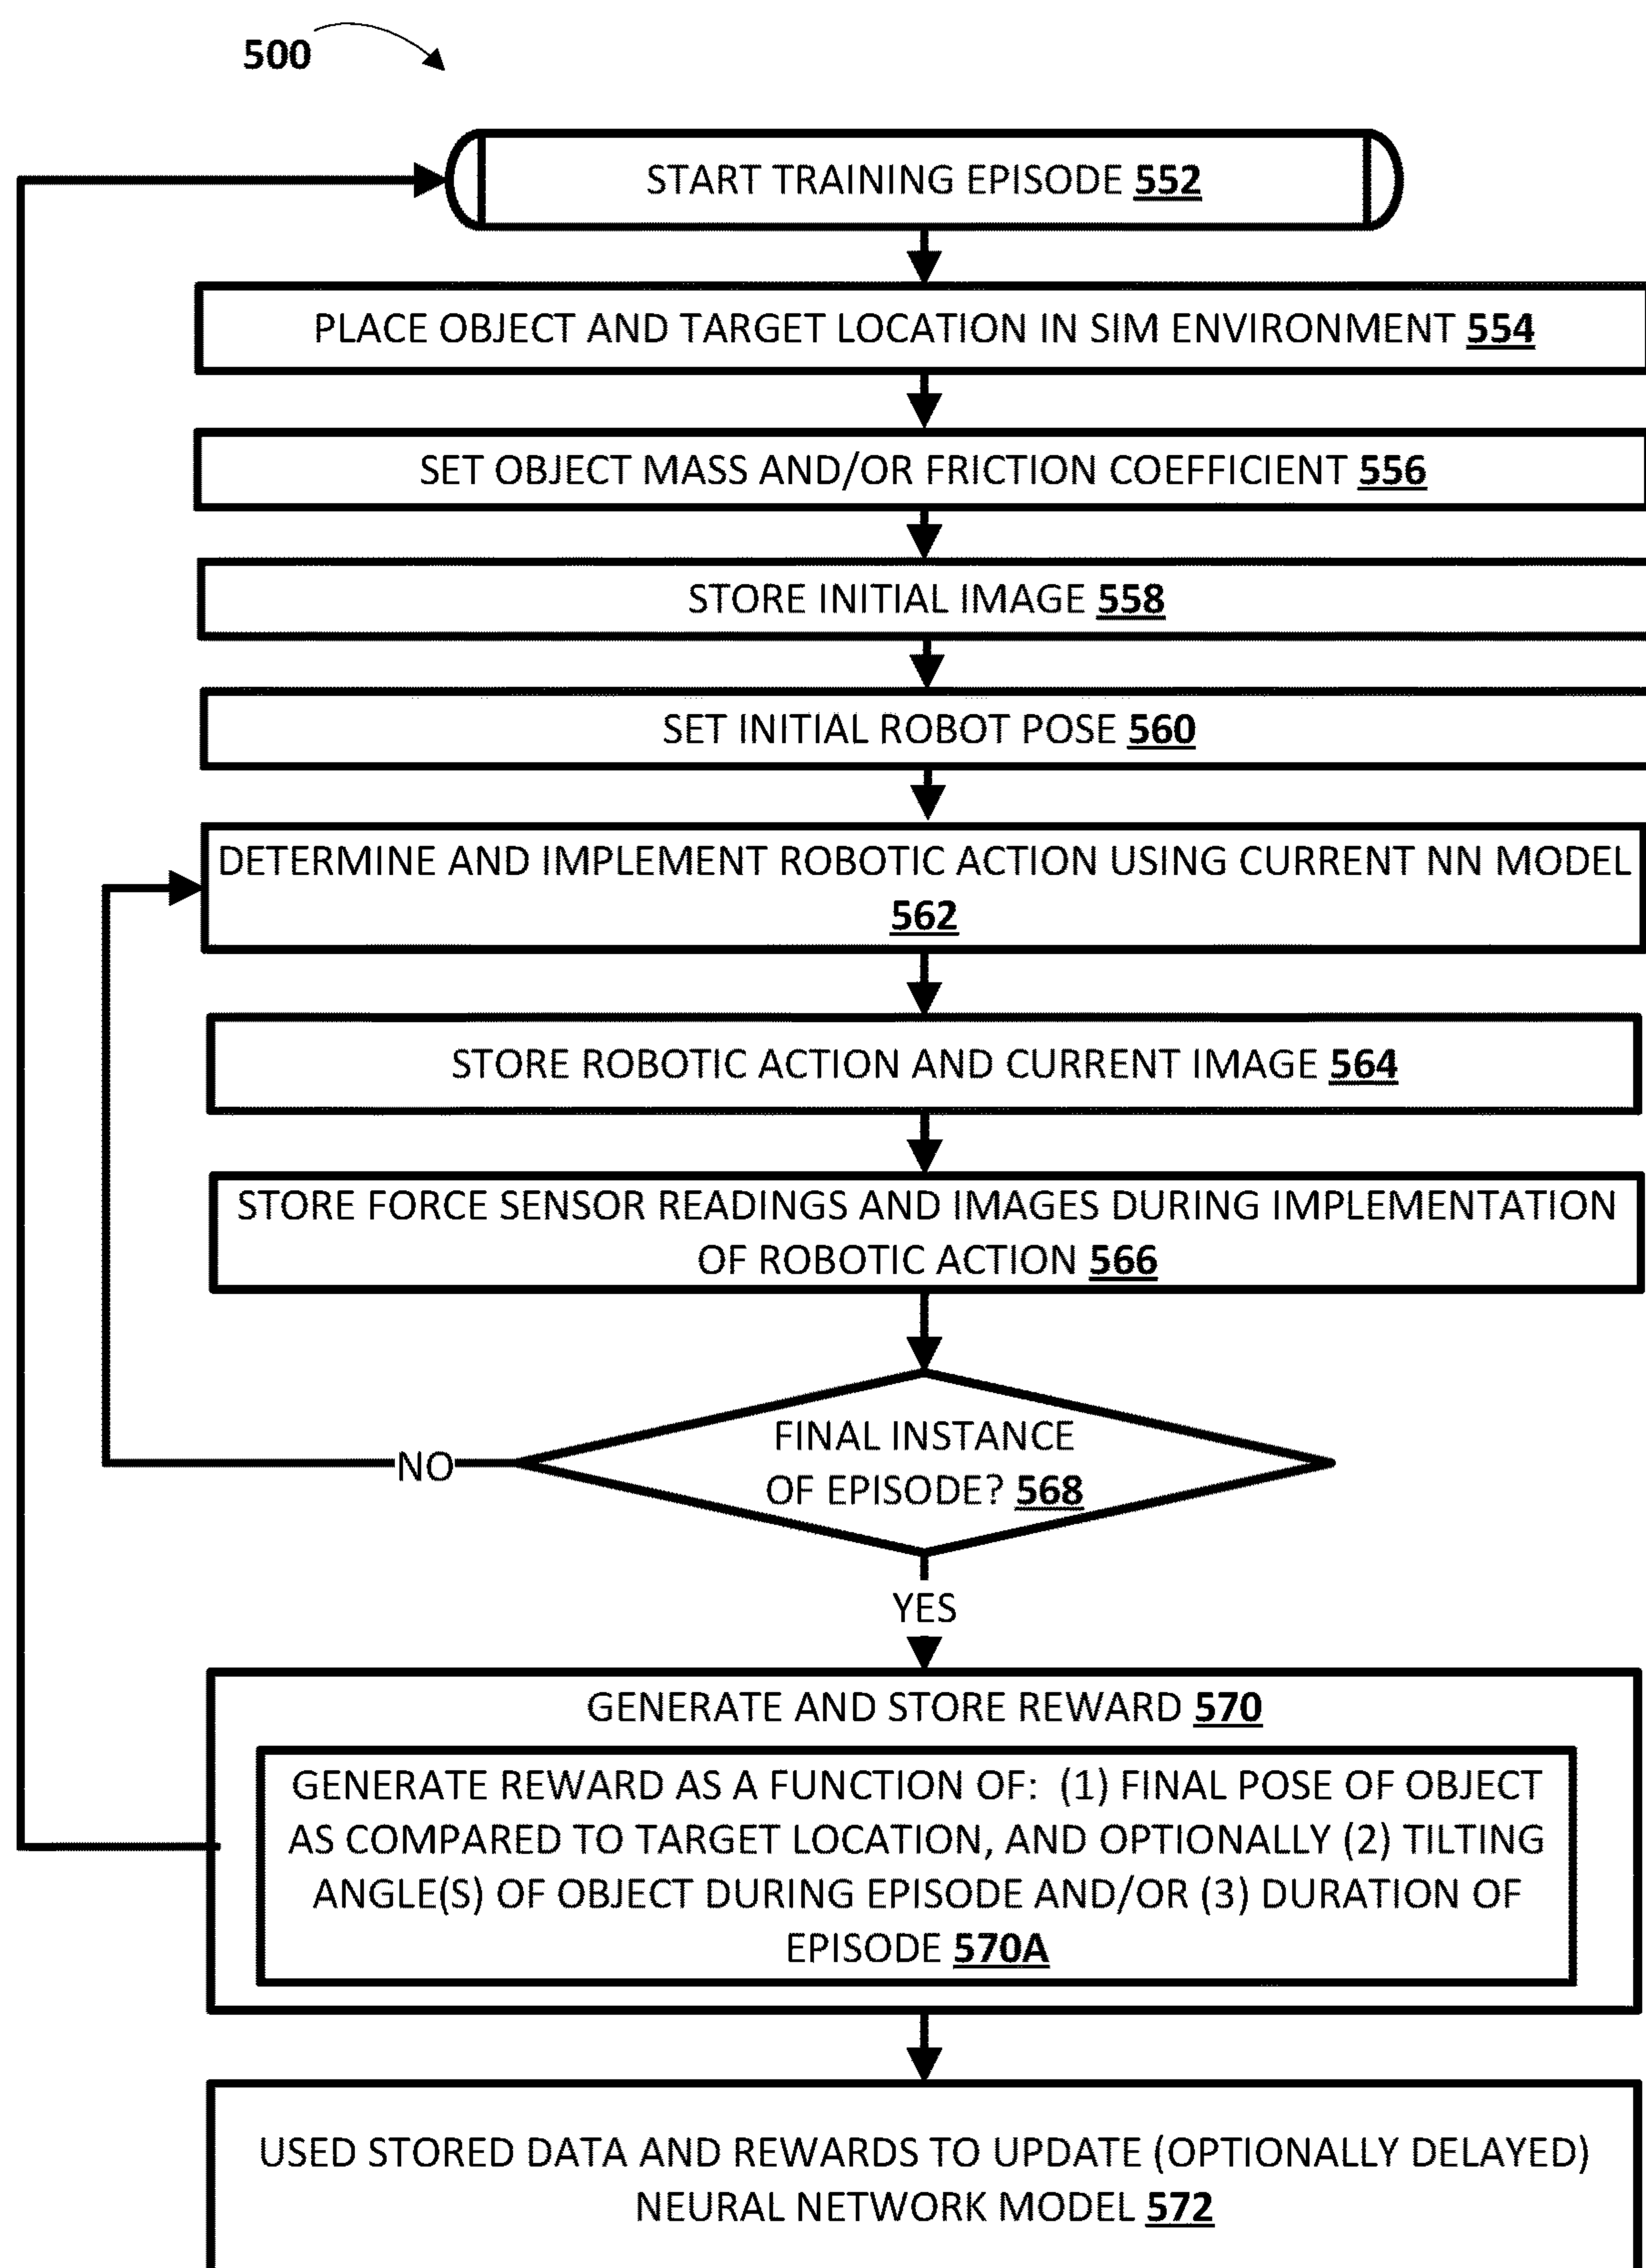 500
START TRAINING EPISODE 552
PLACE OBJECT AND TARGET LOCATION IN SIM ENVIRONMENT 554
SET OBJECT MASS AND/OR FRICTION COEFFICIENT 556
STORE INITIAL IMAGE 558
SET INITIAL ROBOT POSE 560
DETERMINE AND IMPLEMENT ROBOTIC ACTION USING CURRENT NN MODEL
562
STORE ROBOTIC ACTION AND CURRENT IMAGE 564
STORE FORCE SENSOR READINGS AND IMAGES DURING IMPLEMENTATION
OF ROBOTIC ACTION 566
FINAL INSTANCE
OF EPISODE? 568
NO
YES
GENERATE AND STORE REWARD 570
GENERATE REWARD AS A FUNCTION OF: (1) FINAL POSE OF OBJECT
AS COMPARED TO TARGET LOCATION, AND OPTIONALLY (2) TILTING
ANGLE(S) OF OBJECT DURING EPISODE AND/OR (3) DURATION OF
EPISODE 570A
USED STORED DATA AND REWARDS TO UPDATE (OPTIONALLY DELAYED)
NEURAL NETWORK MODEL 572